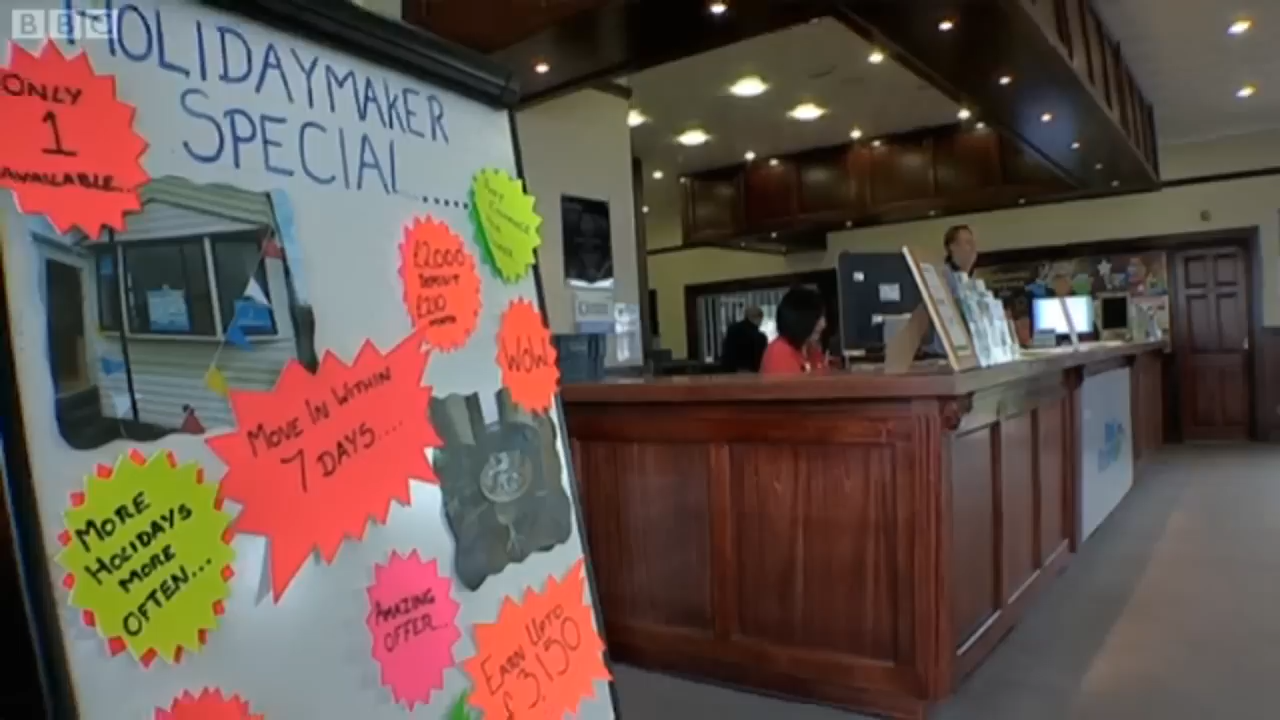 BBC
HOLIDAYMAKER
SPECIAL......
ONLY
1
AVAILABLE...
£2000
DEPOSIT
£210
WOW
MOVE IN WITHIN
7 DAYS....
MORE
HOLIDAYS
MORE
OFTEN...
AMAZING
OFFER...
EARN UPTO
£3,150